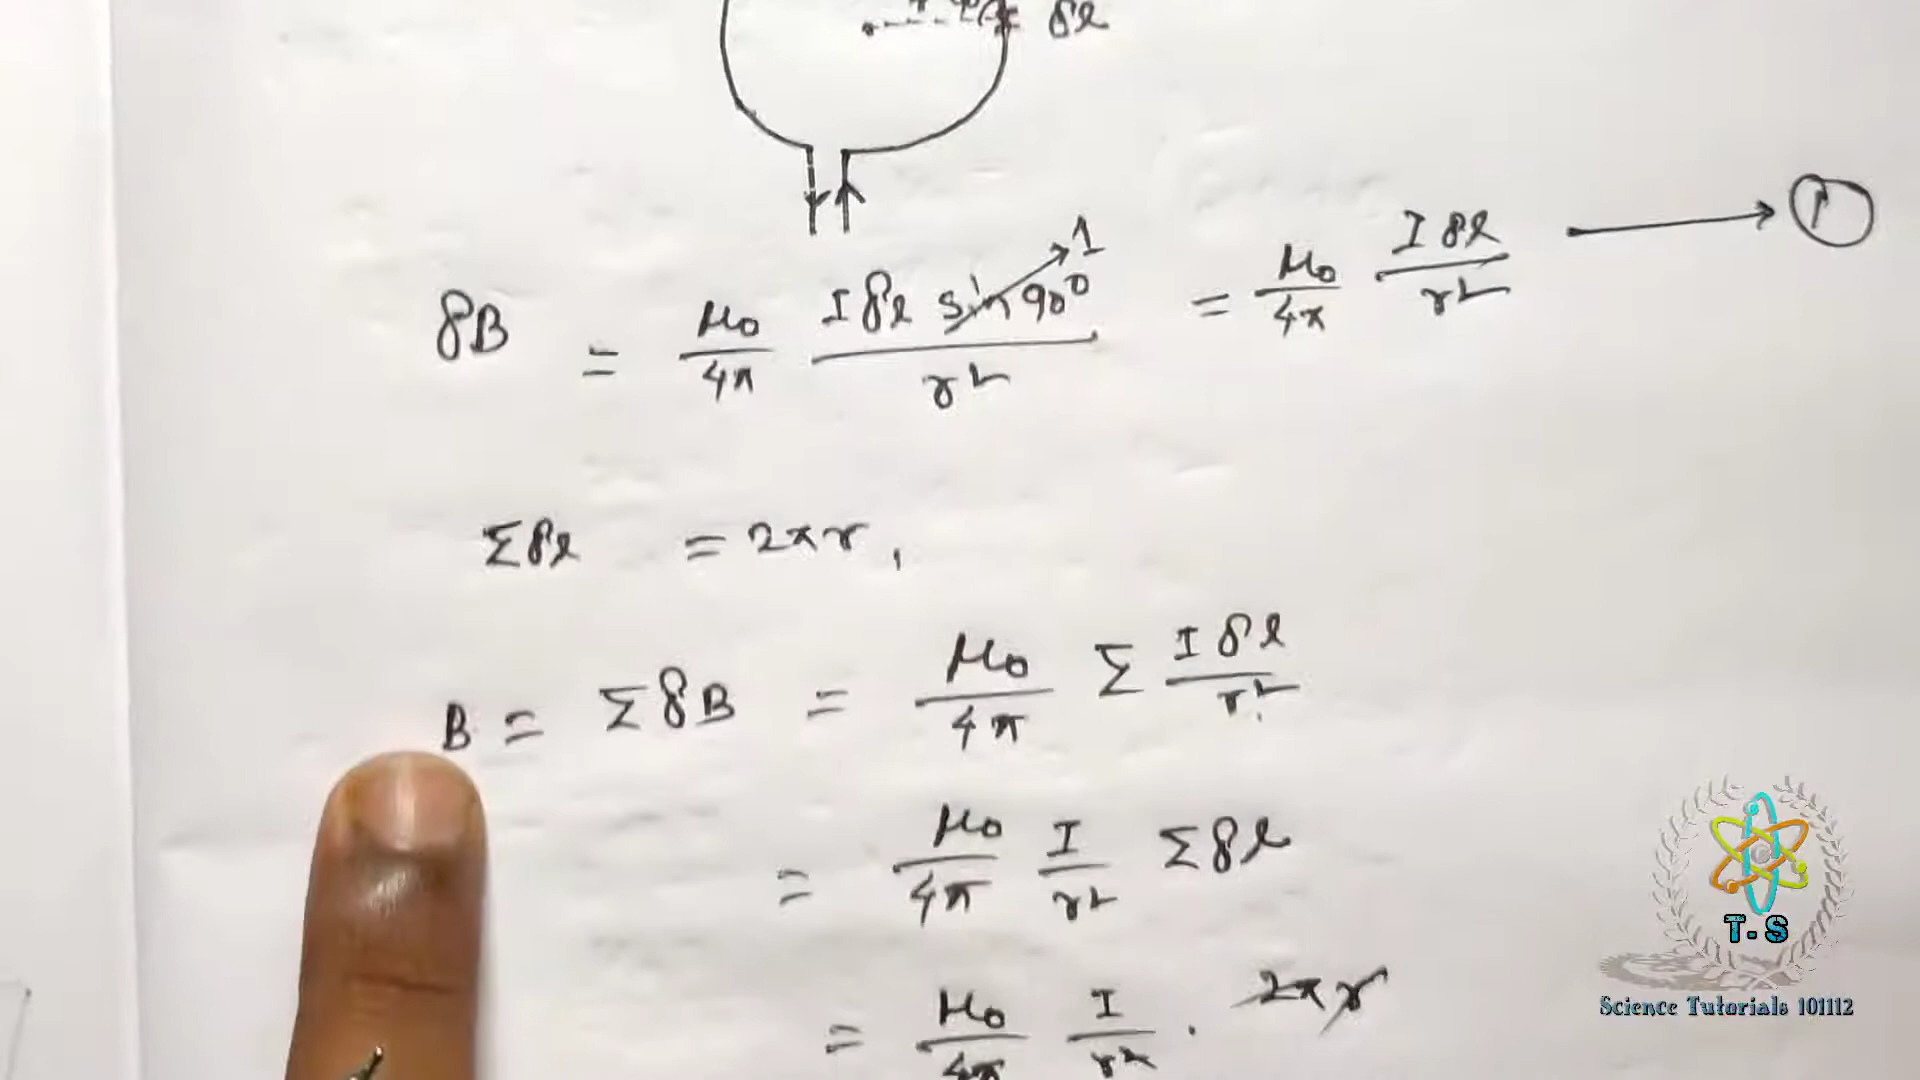 δl
δB = μ₀/4π I δl sin 90⁰/r² → 1 = μ₀/4π I δl/r² → ①
Σδl = 2πr,
B = ΣδB = μ₀/4π Σ I δl/r²
= μ₀/4π I/r² Σδl
= μ₀/4π I/r² · 2πr
T.S
Science Tutorials 101112